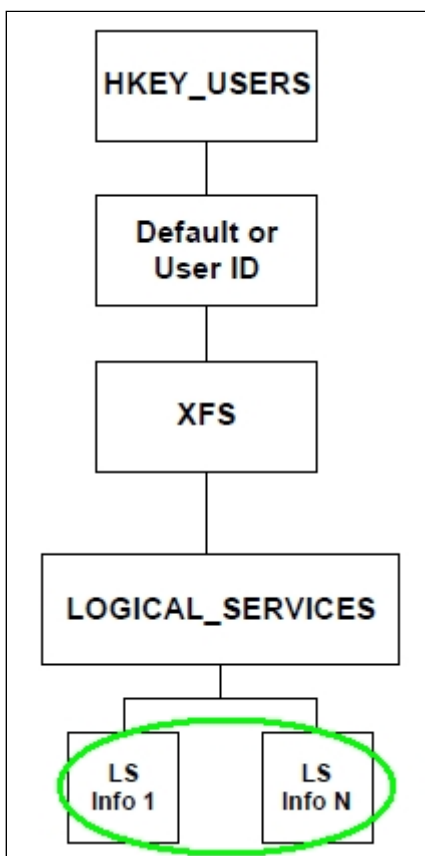 HKEY_USERS
Default or
User ID
XFS
LOGICAL_SERVICES
LS
Info 1
LS
Info N